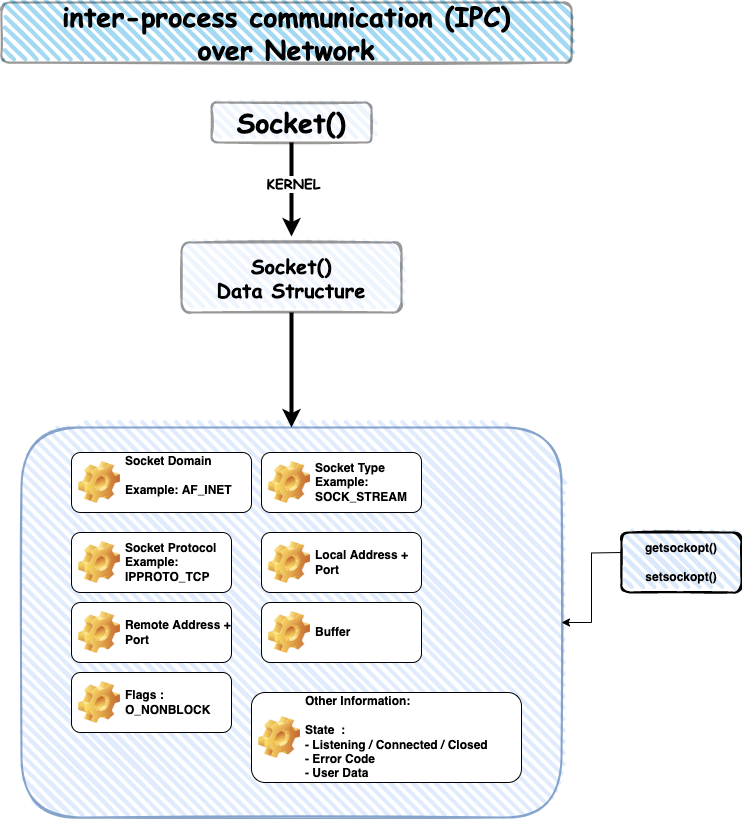 inter-process communication (IPC)
over Network
Socket()
KERNEL
Socket()
Data Structure
Socket Domain
Example: AF_INET
Socket Type
Example:
SOCK_STREAM
Socket Protocol
Example:
IPPROTO_TCP
Local Address +
Port
Remote Address +
Port
Buffer
Flags :
O_NONBLOCK
Other Information:
State :
- Listening / Connected / Closed
- Error Code
- User Data
getsockopt()
setsockopt()